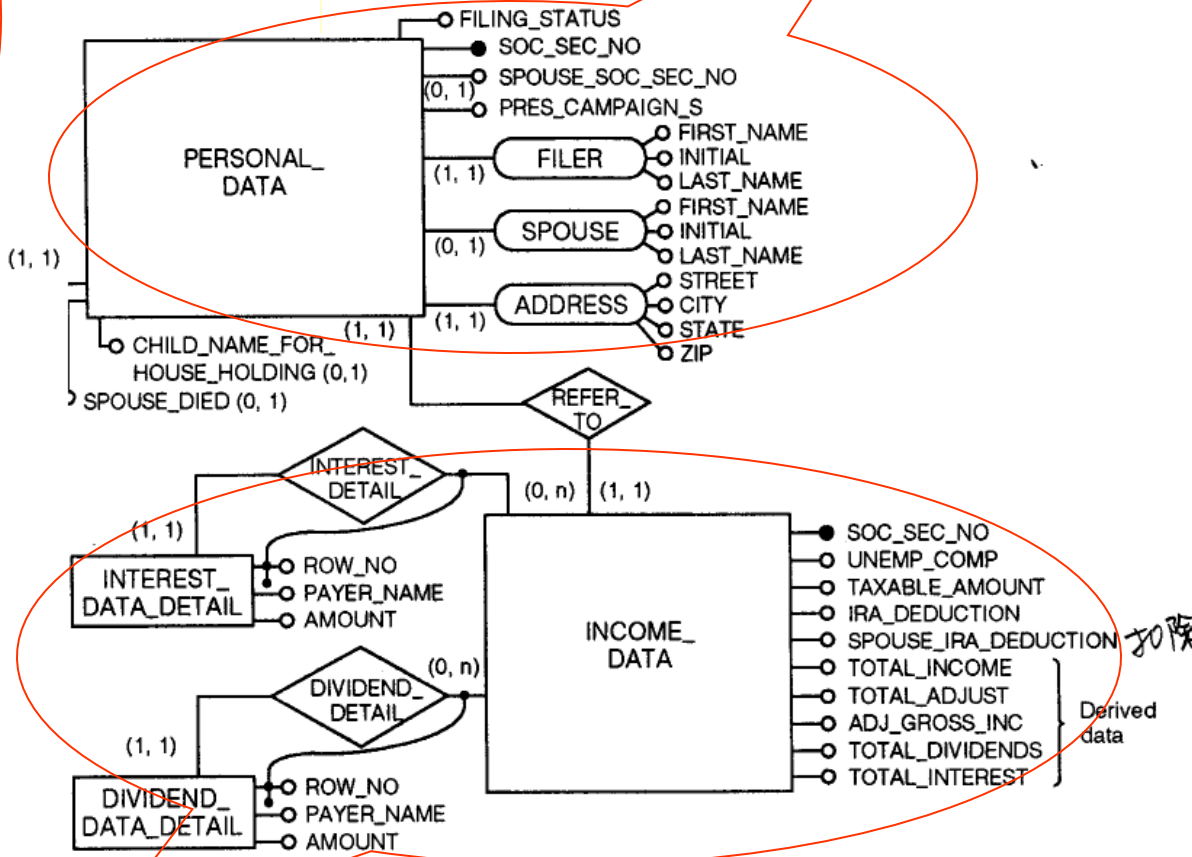 FILING_STATUS
SOC_SEC_NO
SPOUSE_SOC_SEC_NO
(0, 1)
PRES_CAMPAIGN_S
PERSONAL_
DATA
FIRST_NAME
FILER
INITIAL
(1, 1)
LAST_NAME
FIRST_NAME
SPOUSE
INITIAL
(0, 1)
LAST_NAME
(1, 1)
STREET
ADDRESS
CITY
(1, 1)
STATE
ZIP
(1, 1)
CHILD_NAME_FOR_
HOUSE_HOLDING (0,1)
SPOUSE_DIED (0, 1)
REFER_
TO
INTEREST_
DETAIL
(0, n)
(1, 1)
(1, 1)
INTEREST_
DATA_DETAIL
ROW_NO
PAYER_NAME
AMOUNT
INCOME_
DATA
SOC_SEC_NO
UNEMP_COMP
TAXABLE_AMOUNT
IRA_DEDUCTION
SPOUSE_IRA_DEDUCTION 扣除
TOTAL_INCOME
TOTAL_ADJUST
ADJ_GROSS_INC
TOTAL_DIVIDENDS
TOTAL_INTEREST
Derived
data
DIVIDEND_
DETAIL
(0, n)
(1, 1)
DIVIDEND_
DATA_DETAIL
ROW_NO
PAYER_NAME
AMOUNT